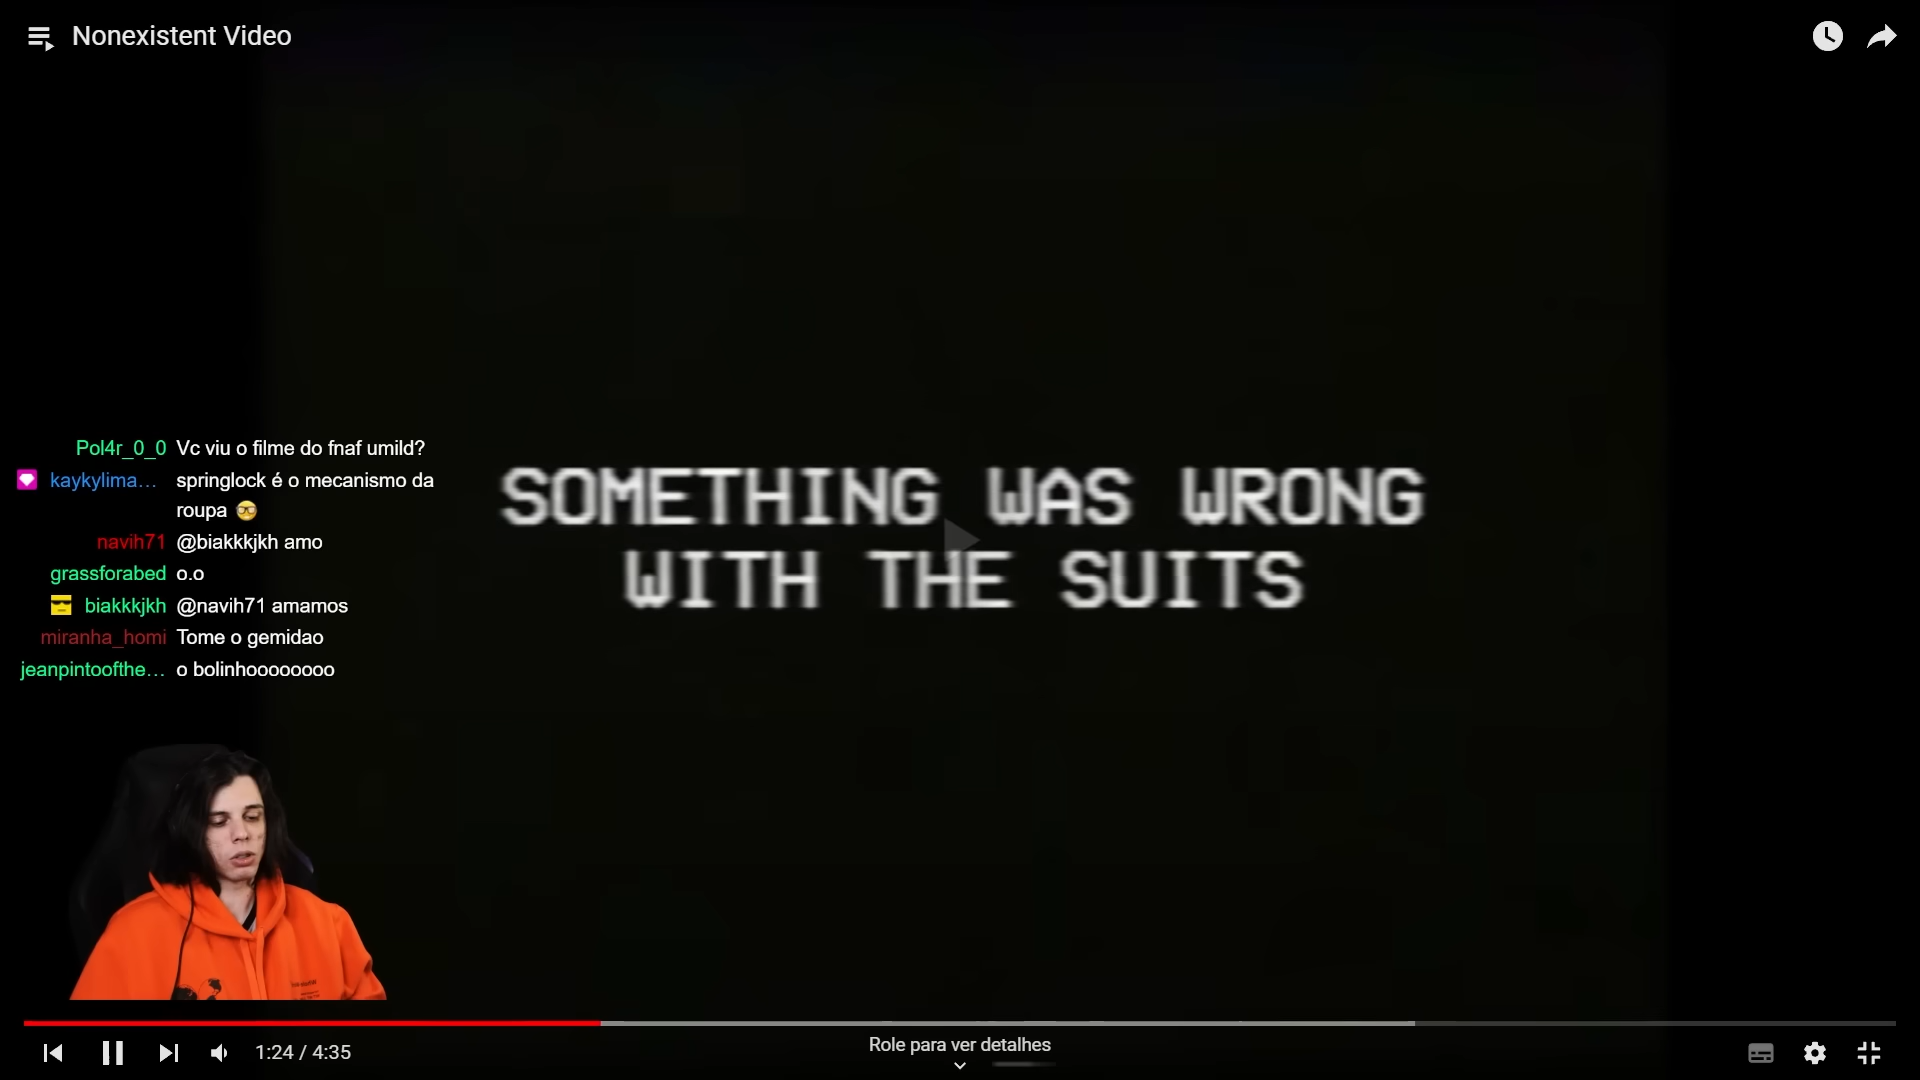 Nonexistent Video
Pol4r_0_0 Vc viu o filme do fnaf umild?
kaykylima... springlock é o mecanismo da
roupa
navih71 @biakkkjkh amo
grassforabed o.o
biakkkjkh @navih71 amamos
miranha_homi Tome o gemidao
jeanpintoofthe... o bolinhoooooooo
SOMETHING WAS WRONG
WITH THE SUITS
1:24 / 4:35
Role para ver detalhes